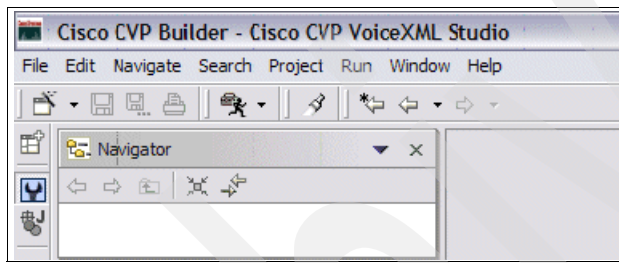 Cisco CVP Builder - Cisco CVP VoiceXML Studio
File Edit Navigate Search Project Run Window Help
Navigator